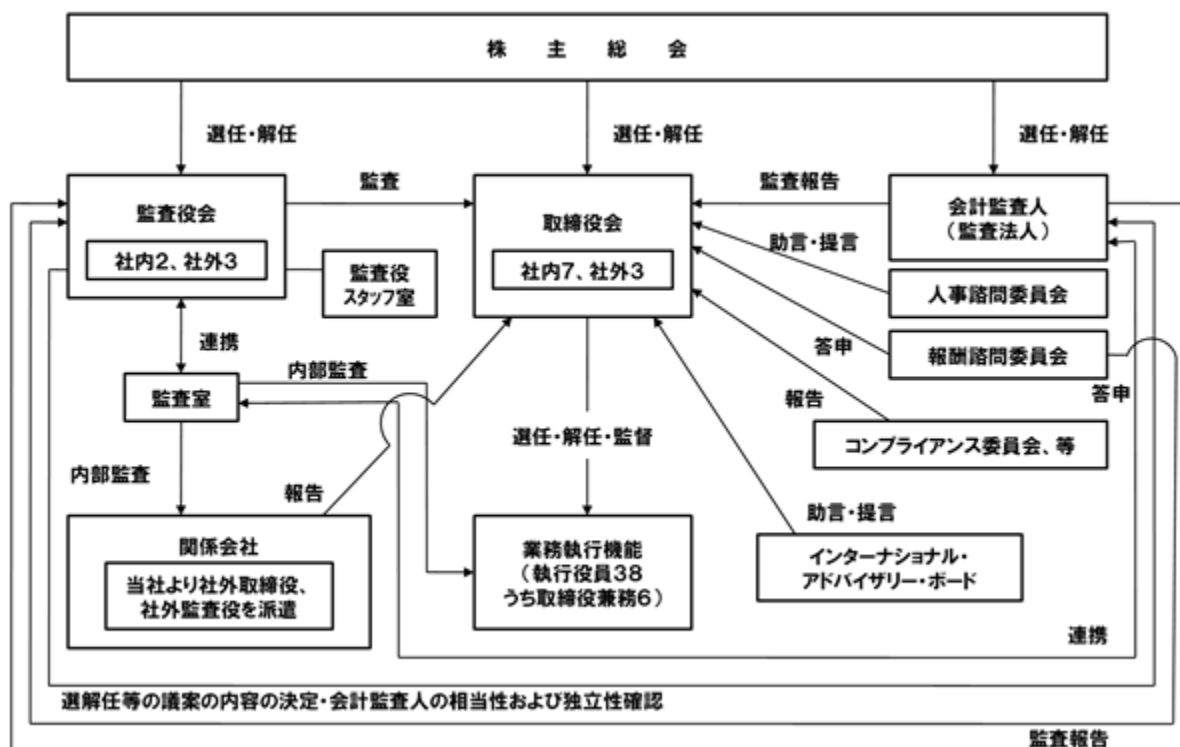 株主総会
選任・解任
選任・解任
選任・解任
監査役会
社内2、社外3
監査
監査役
スタッフ室
取締役会
社内7、社外3
監査報告
会計監査人
(監査法人)
助言・提言
人事諮問委員会
答申
報酬諮問委員会
答申
連携
監査室
内部監査
報告
コンプライアンス委員会、等
選任・解任・監督
内部監査
報告
関係会社
当社より社外取締役、
社外監査役を派遣
業務執行機能
(執行役員38
うち取締役兼務6)
助言・提言
インターナショナル・
アドバイザリー・ボード
連携
選解任等の議案の内容の決定・会計監査人の相当性および独立性確認
監査報告